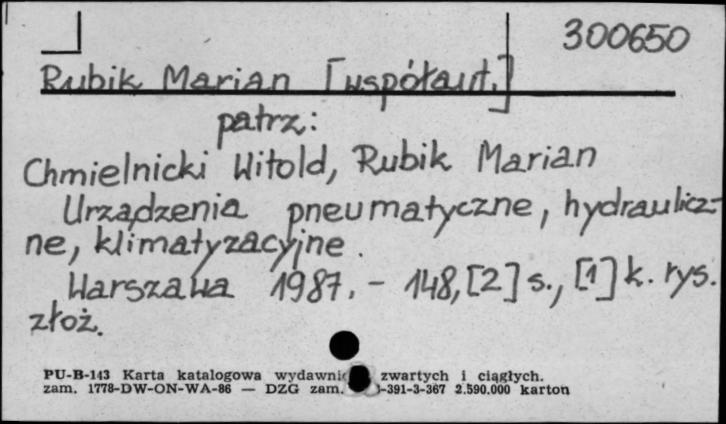 300650
Rubik Marian [współaut.]
patrz:
Chmielnicki Witold, Rubik Marian
Urządzenia pneumatyczne, hydraulicz-
ne, klimatyzacyjne.
Warszawa 1987. - 148, [2] s., [1] k. rys.
złoż.
PU-B-143 Karta katalogowa zwartych i ciągłych.
zam. 1778-DW-ON-WA-86 — DZG zam. -391-3-367 2.590.000 karton